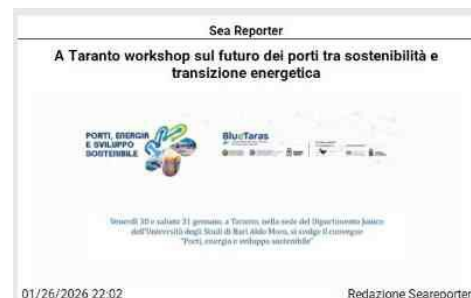 Sea Reporter
A Taranto workshop sul futuro dei porti tra sostenibilità e
transizione energetica
PORTI, ENERGIA
E SVILUPPO
SOSTENIBILE
BlueTaras
Venerdì 30 e sabato 31 gennaio, a Taranto, nella sede del Dipartimento Jonico
dell'Università degli Studi di Bari Aldo Moro, si svolge il convegno
"Porti, energia e sviluppo sostenibile"
01/26/2026 22:02
Redazione Seareporter